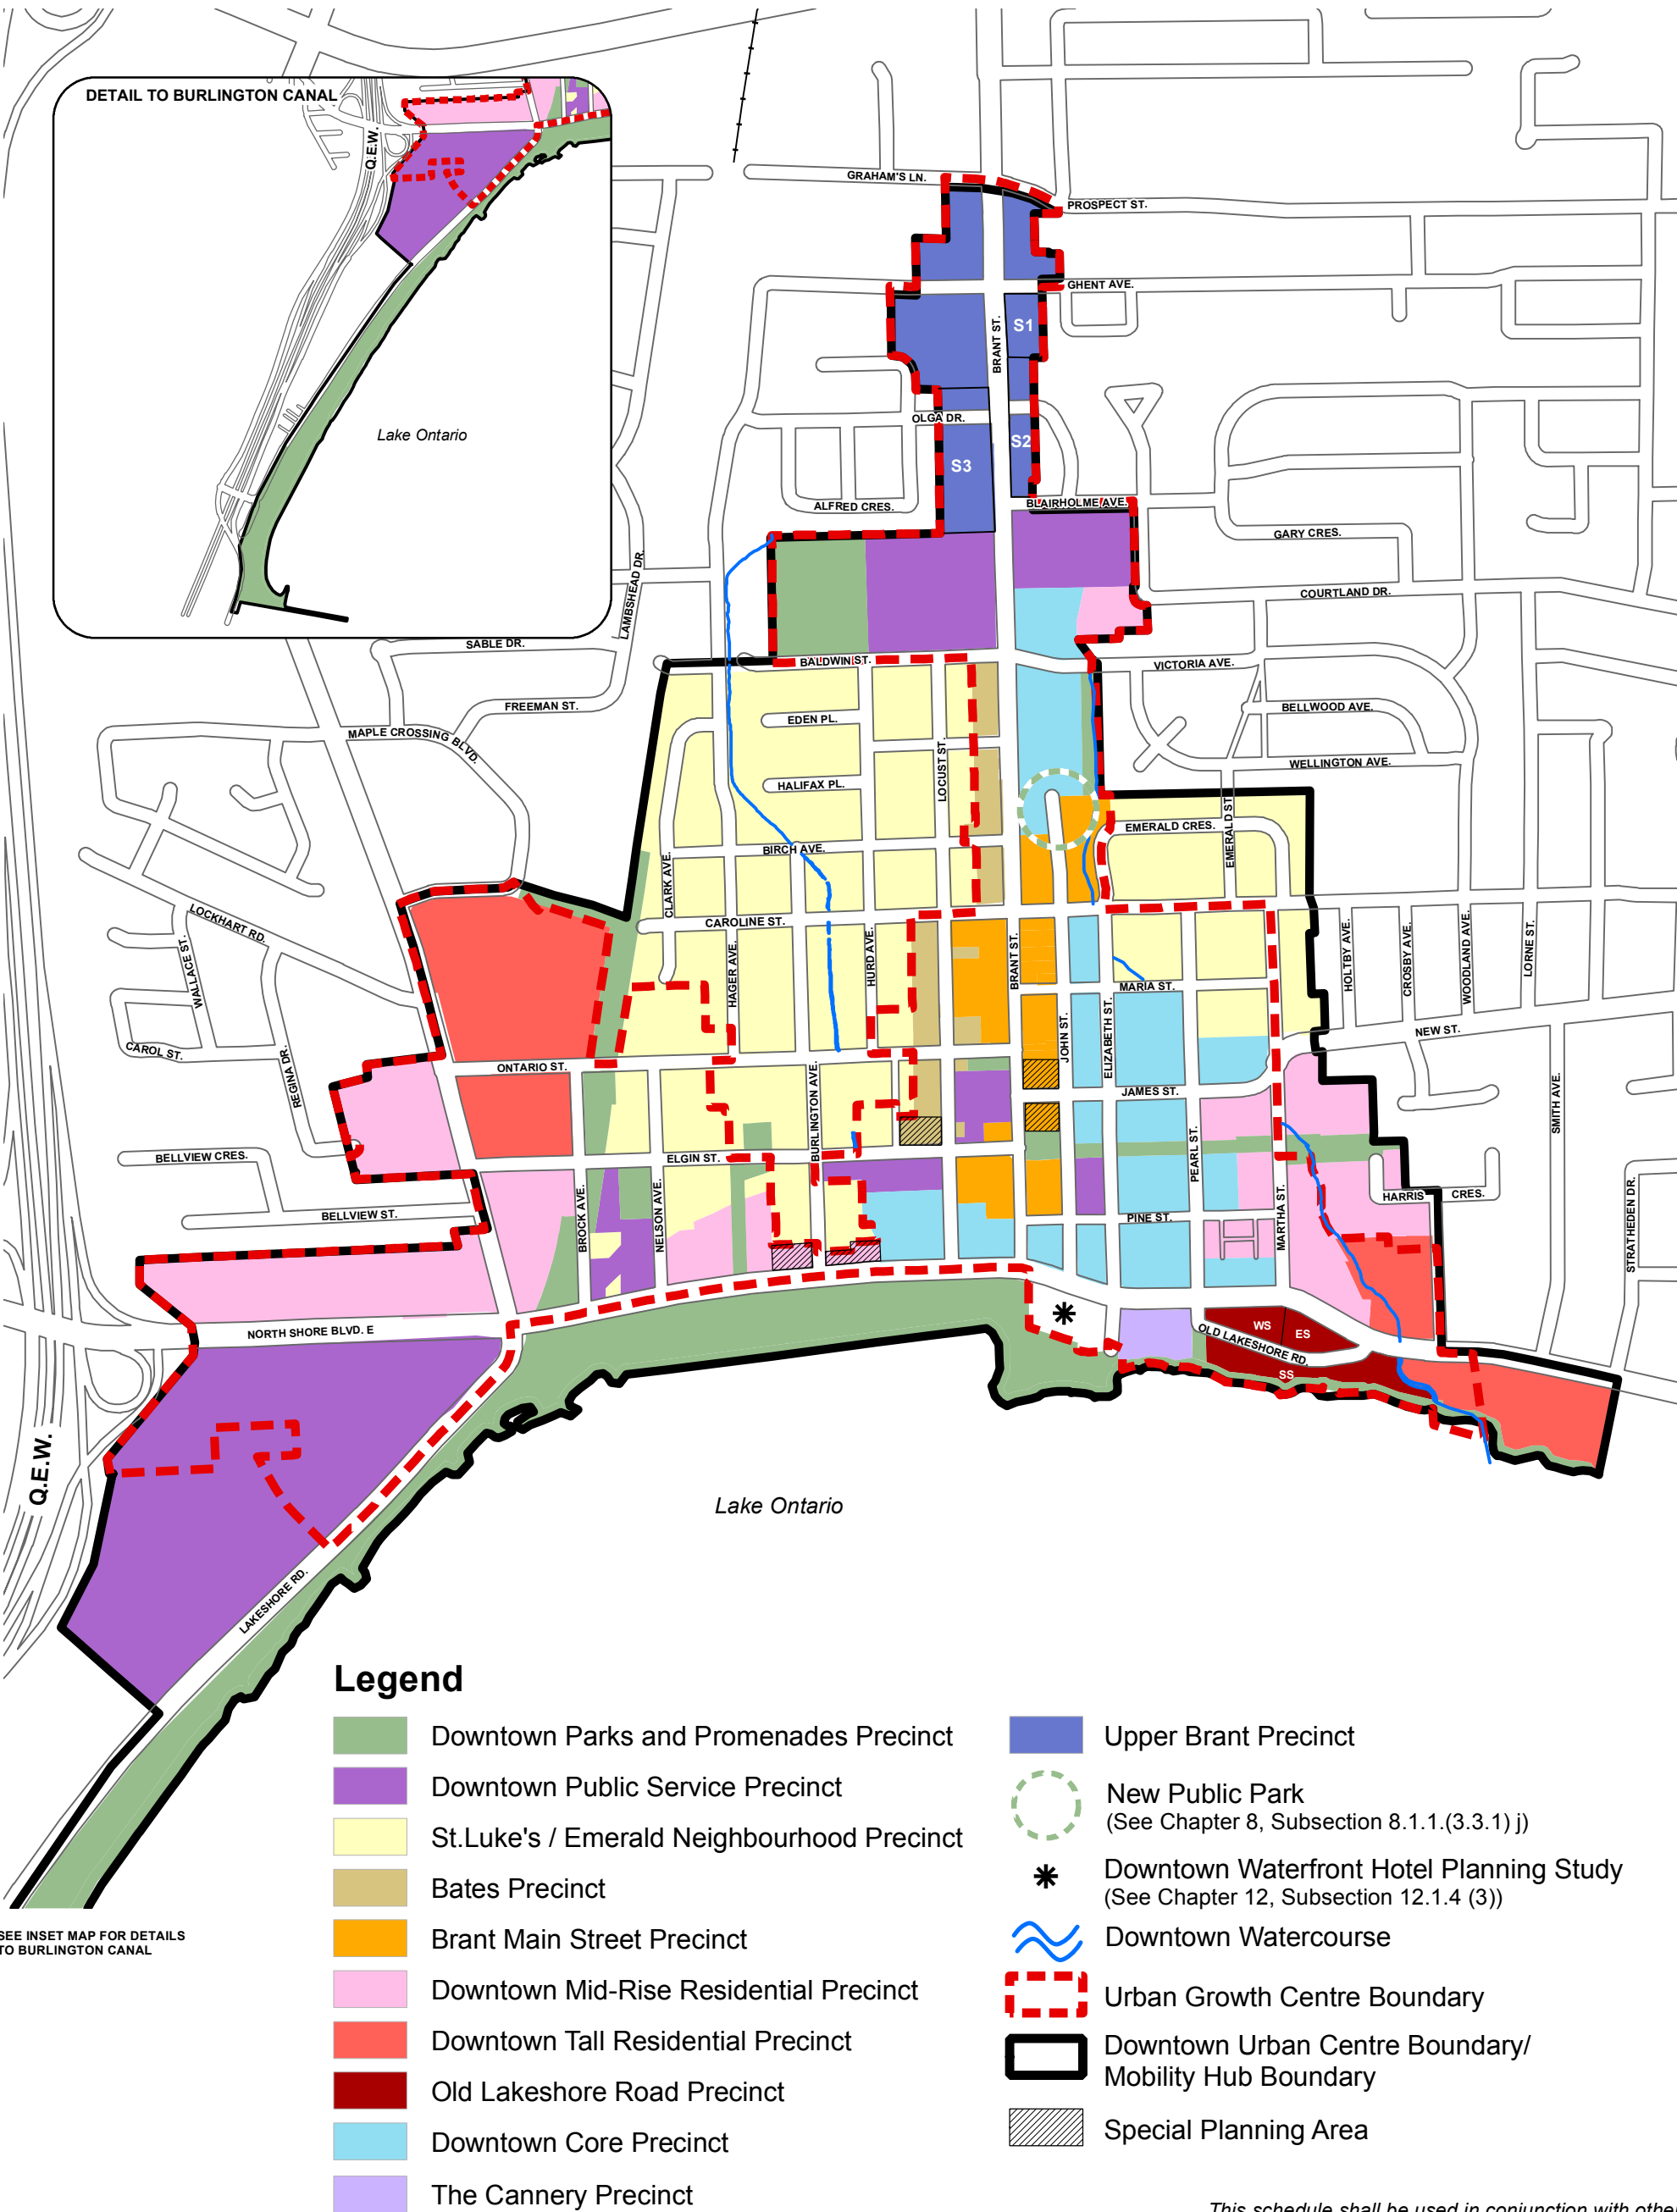 DETAIL TO BURLINGTON CANAL
Q.E.W.
Lake Ontario
GRAHAM'S LN.
PROSPECT ST.
GHENT AVE.
S1
BRANT ST.
OLGA DR.
S2
S3
BLAIRHOLME AVE.
ALFRED CRES.
GARY CRES.
COURTLAND DR.
LAMBSHEAD DR.
SABLE DR.
BALDWIN ST.
VICTORIA AVE.
FREEMAN ST.
EDEN PL.
BELLWOOD AVE.
MAPLE CROSSING BLVD.
LOCUST ST.
WELLINGTON AVE.
HALIFAX PL.
EMERALD CRES.
EMERALD ST.
BIRCH AVE.
CLARK AVE.
LOCKHART RD.
CAROLINE ST.
WALLACE ST.
HAGER AVE.
HURD AVE.
BRANT ST.
HOLTBY AVE.
CROSBY AVE.
WOODLAND AVE.
LORNE ST.
MARIA ST.
JOHN ST.
ELIZABETH ST.
NEW ST.
CAROL ST.
REGINA DR.
ONTARIO ST.
BURLINGTON AVE.
JAMES ST.
SMITH AVE.
BELLVIEW CRES.
ELGIN ST.
PEARL ST.
HARRIS CRES.
STRATHEDEN DR.
BELLVIEW ST.
BROCK AVE.
NELSON AVE.
PINE ST.
MARTHA ST.
NORTH SHORE BLVD. E
WS
ES
OLD LAKESHORE RD.
SS
Q.E.W.
Lake Ontario
LAKESHORE RD.
SEE INSET MAP FOR DETAILS
TO BURLINGTON CANAL
Legend
Downtown Parks and Promenades Precinct
Downtown Public Service Precinct
St.Luke's / Emerald Neighbourhood Precinct
Bates Precinct
Brant Main Street Precinct
Downtown Mid-Rise Residential Precinct
Downtown Tall Residential Precinct
Old Lakeshore Road Precinct
Downtown Core Precinct
The Cannery Precinct
Upper Brant Precinct
New Public Park
(See Chapter 8, Subsection 8.1.1.(3.3.1) j)
Downtown Waterfront Hotel Planning Study
(See Chapter 12, Subsection 12.1.4 (3))
Downtown Watercourse
Urban Growth Centre Boundary
Downtown Urban Centre Boundary/
Mobility Hub Boundary
Special Planning Area
This schedule shall be used in conjunction with other